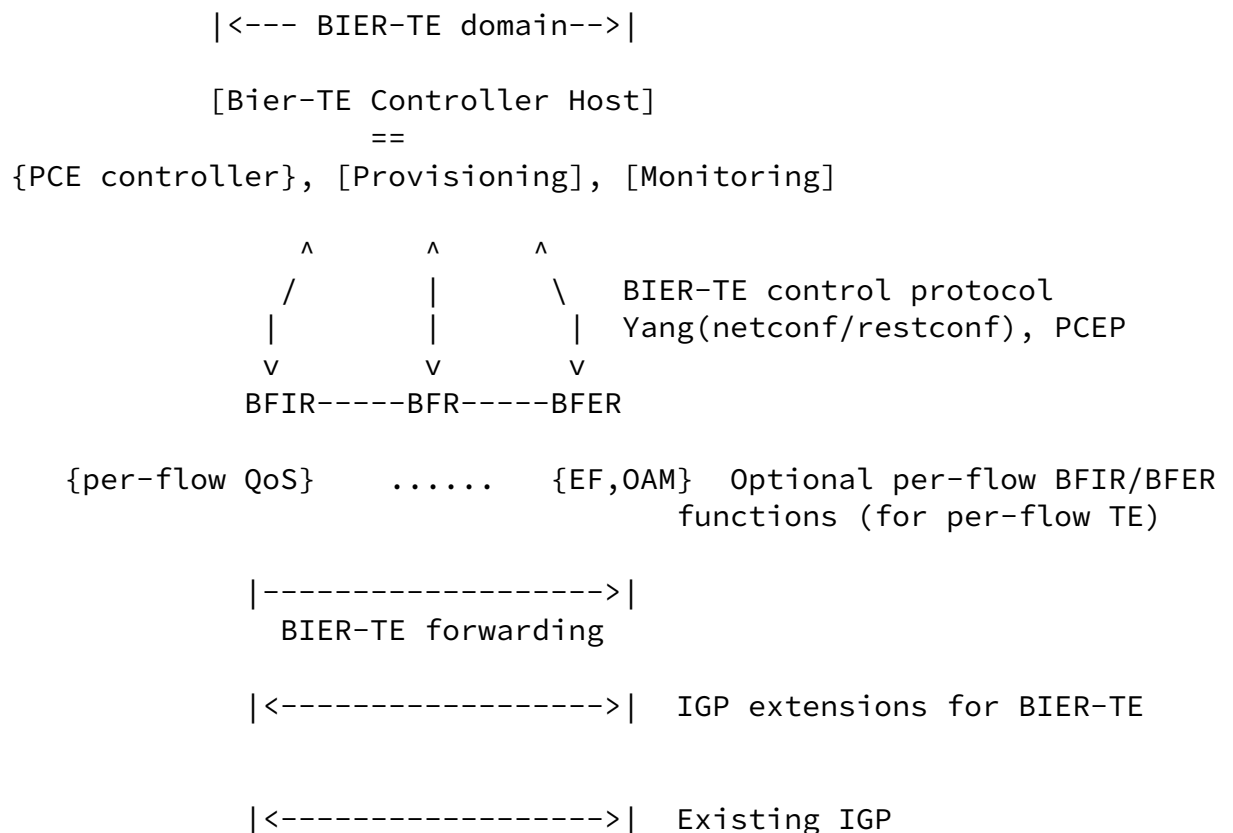 |<--- BIER-TE domain-->|
[Bier-TE Controller Host]
==
{PCE controller}, [Provisioning], [Monitoring]
^ ^ ^
/ | \ BIER-TE control protocol
| | | Yang(netconf/restconf), PCEP
v v v
BFIR-----BFR-----BFER
{per-flow QoS} ...... {EF,OAM} Optional per-flow BFIR/BFER
functions (for per-flow TE)
|------------------->|
BIER-TE forwarding
|<------------------>| IGP extensions for BIER-TE
|<------------------>| Existing IGP